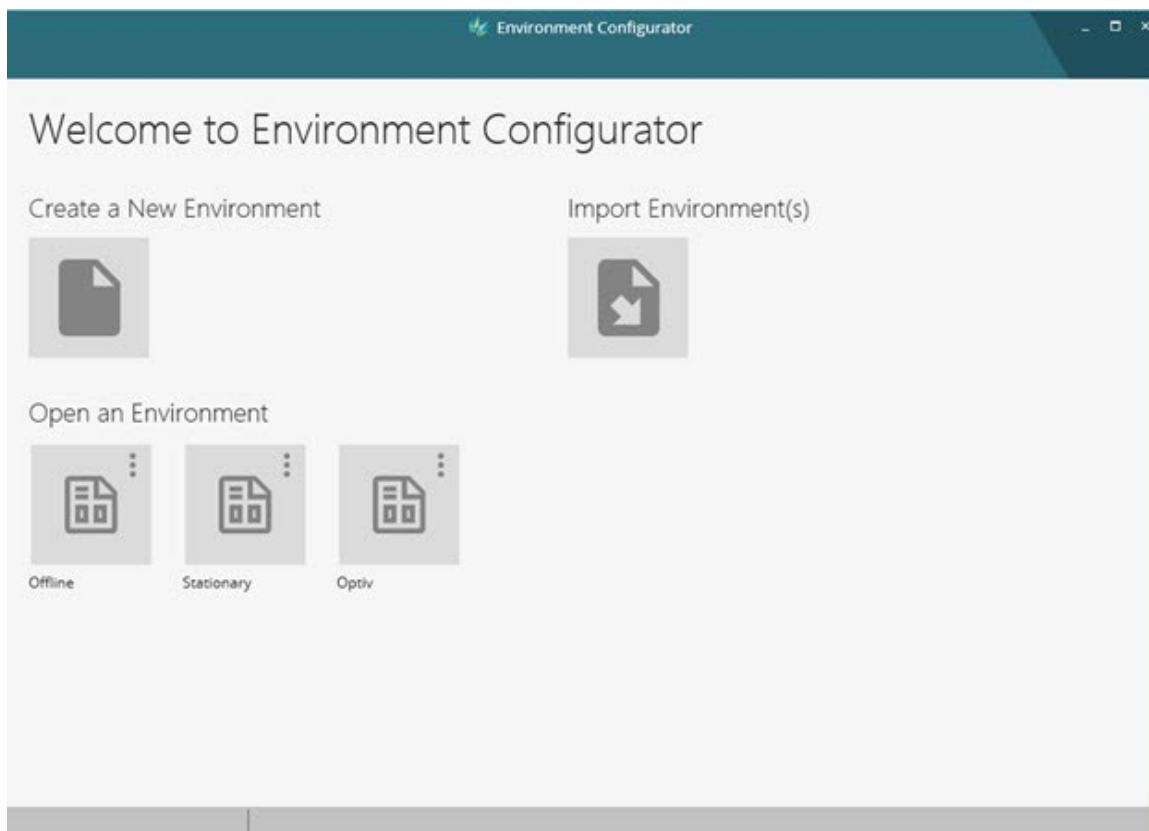 Environment Configurator
Welcome to Environment Configurator
Create a New Environment
Import Environment(s)
Open an Environment
Offline
Stationary
Optiv